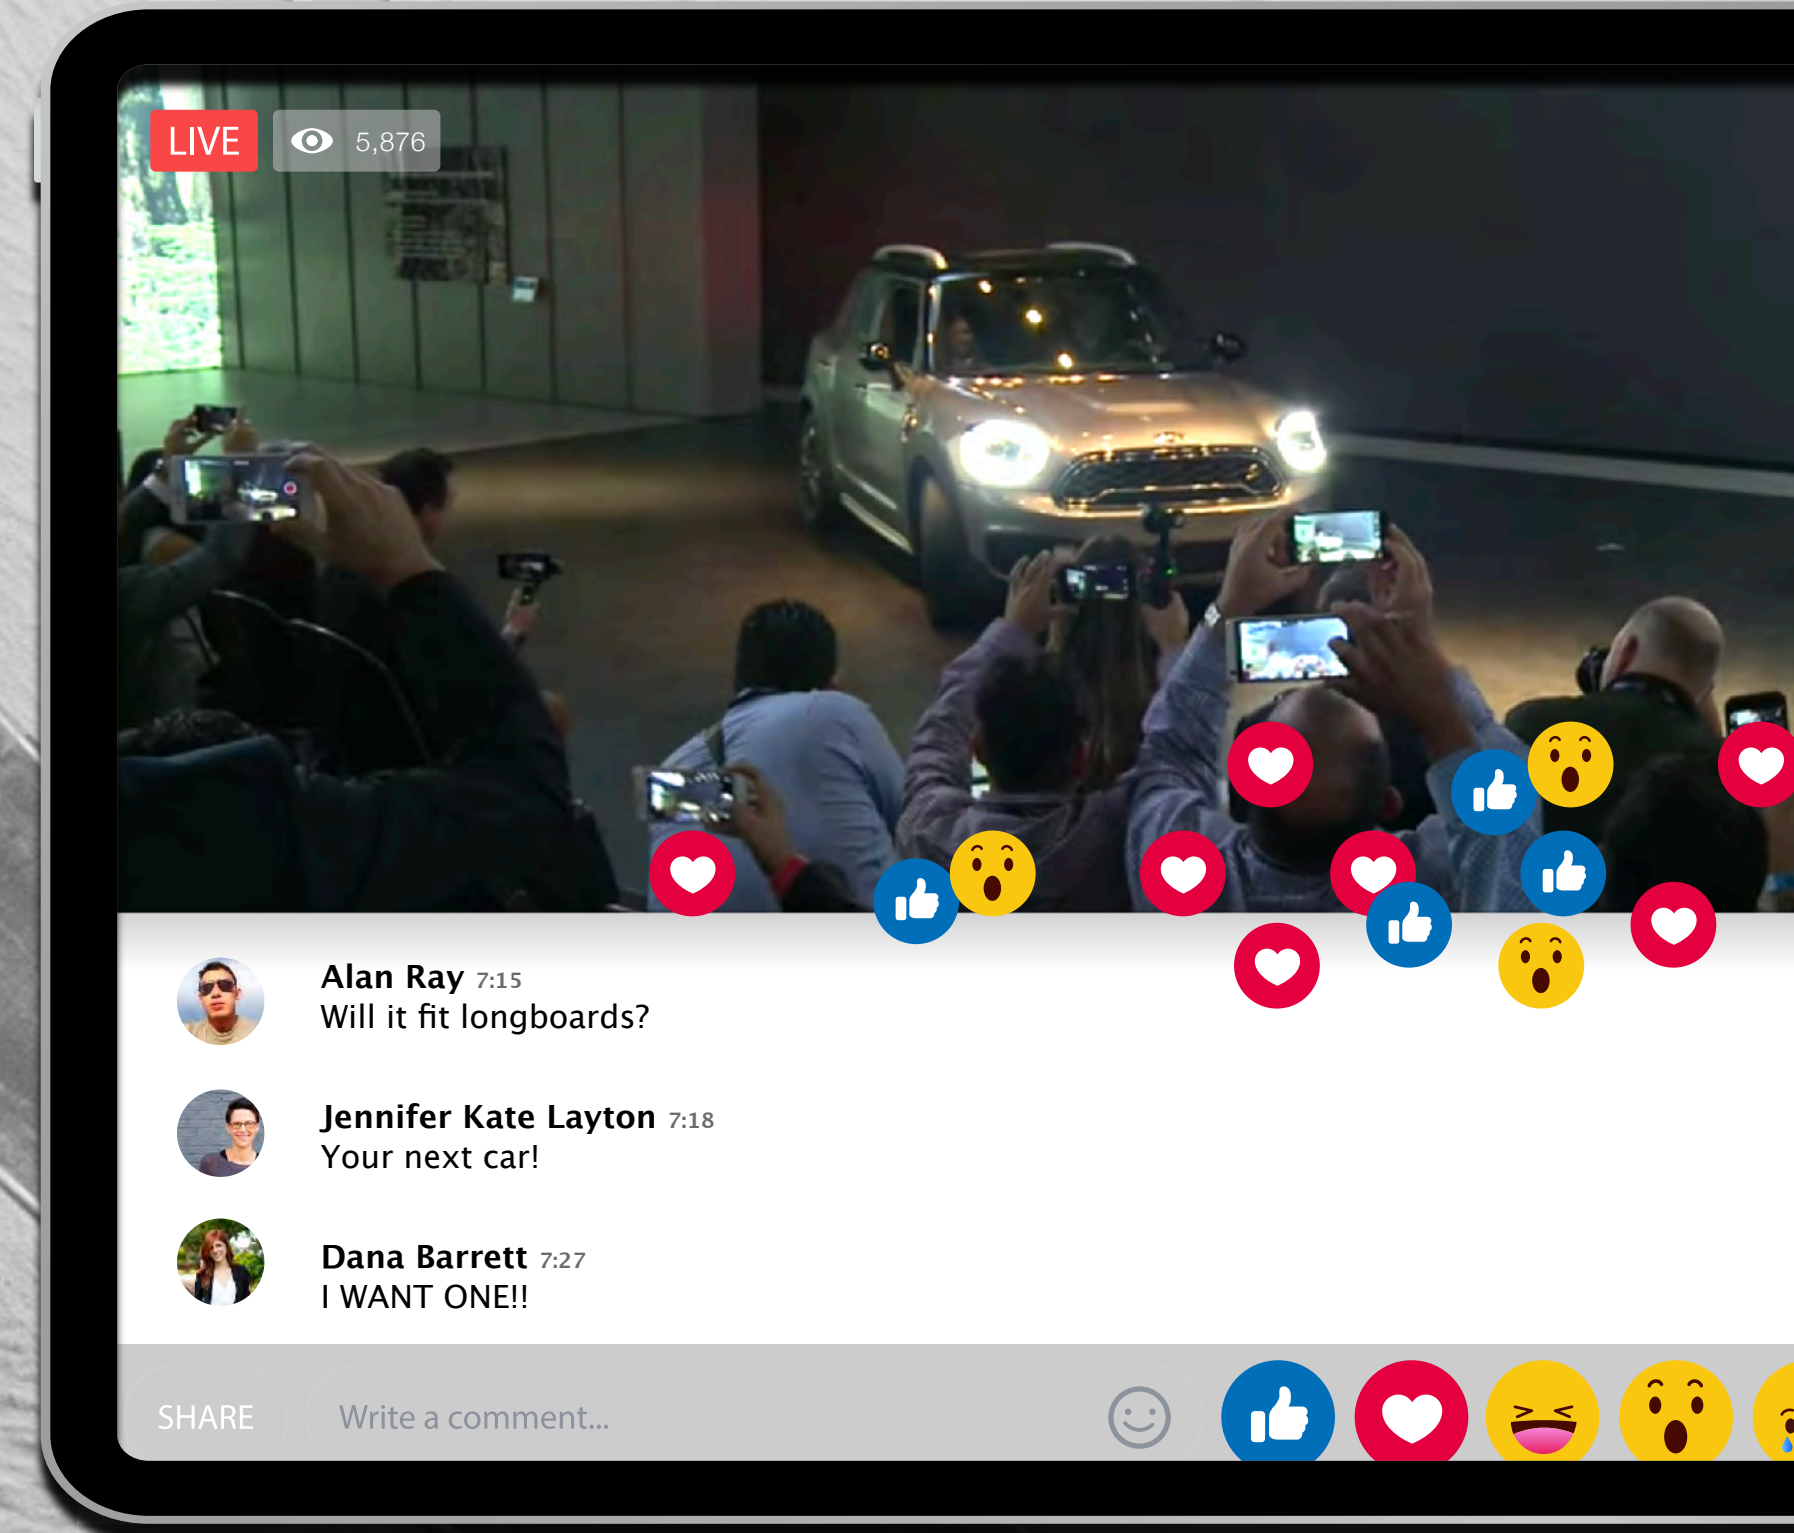 LIVE
5,876
Alan Ray 7:15
Will it fit longboards?
Jennifer Kate Layton 7:18
Your next car!
Dana Barrett 7:27
I WANT ONE!!
SHARE
Write a comment...